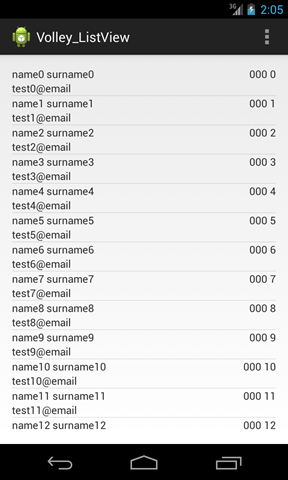 3G 2:05
Volley_ListView
name0 surname0 000 0
test0@email
name1 surname1 000 1
test1@email
name2 surname2 000 2
test2@email
name3 surname3 000 3
test3@email
name4 surname4 000 4
test4@email
name5 surname5 000 5
test5@email
name6 surname6 000 6
test6@email
name7 surname7 000 7
test7@email
name8 surname8 000 8
test8@email
name9 surname9 000 9
test9@email
name10 surname10 000 10
test10@email
name11 surname11 000 11
test11@email
name12 surname12 000 12